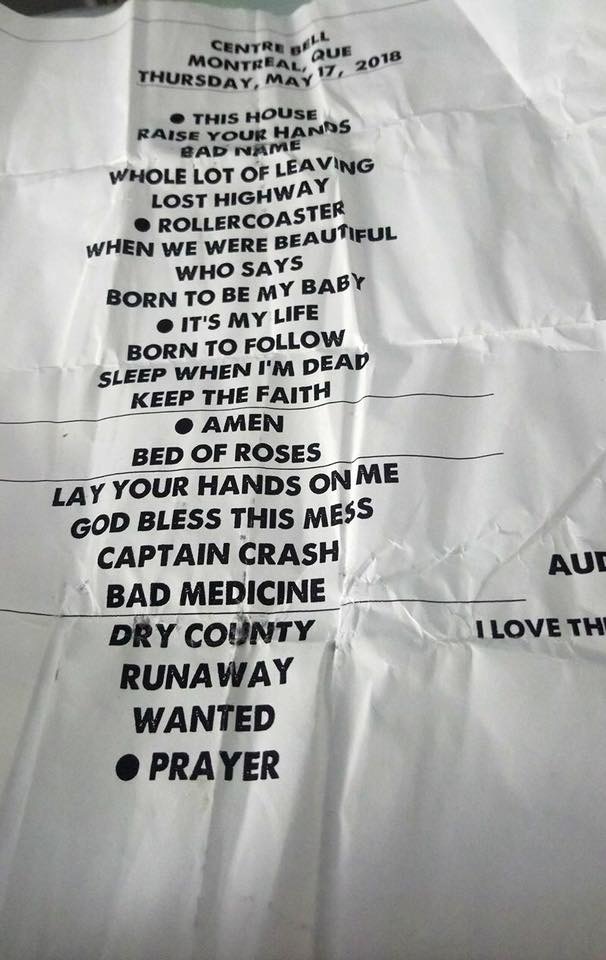 CENTRE BELL
MONTREAL, QUE
THURSDAY, MAY 17, 2018
● THIS HOUSE
RAISE YOUR HANDS
BAD NAME
WHOLE LOT OF LEAVING
LOST HIGHWAY
● ROLLERCOASTER
WHEN WE WERE BEAUTIFUL
WHO SAYS
BORN TO BE MY BABY
● IT'S MY LIFE
BORN TO FOLLOW
SLEEP WHEN I'M DEAD
KEEP THE FAITH
● AMEN
BED OF ROSES
LAY YOUR HANDS ON ME
GOD BLESS THIS MESS
CAPTAIN CRASH
AUD
BAD MEDICINE
DRY COUNTY
I LOVE TH
RUNAWAY
WANTED
● PRAYER